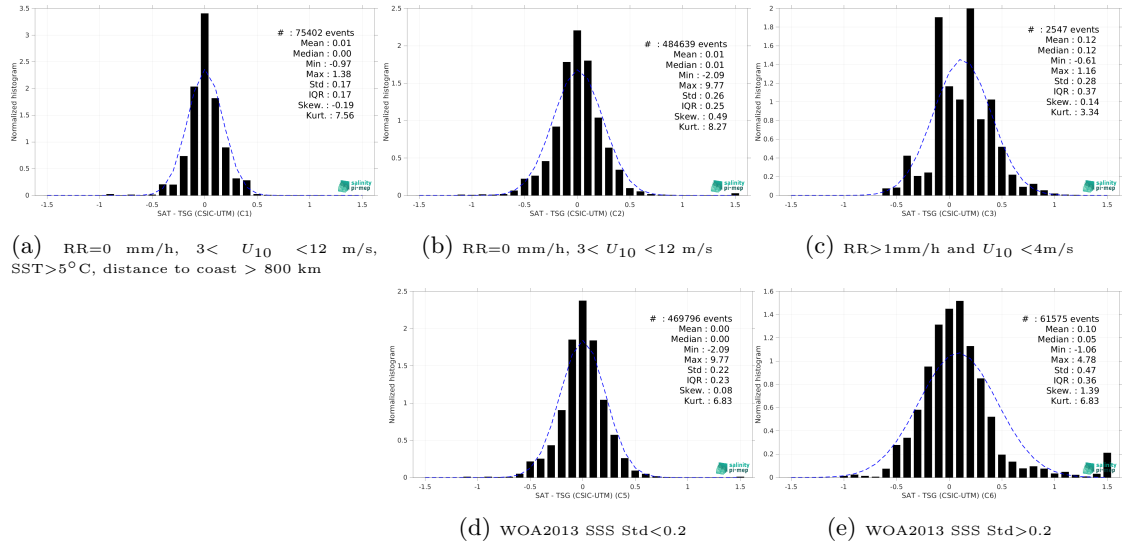 3.5
3
2.5
2
1.5
1
0.5
0
Normalized histogram
# : 75402 events
Mean : 0.01
Median : 0.00
Min : -0.97
Max : 1.38
Std : 0.17
IQR : 0.17
Skew. : -0.19
Kurt. : 7.56
salinity
pi-mep
-1.5 -1 -0.5 0 0.5 1 1.5
SAT - TSG (CSIC-UTM) (C1)
(a) RR=0 mm/h, 3< U10 <12 m/s,
SST>5°C, distance to coast > 800 km
2.5
2
1.5
1
0.5
0
Normalized histogram
# : 484639 events
Mean : 0.01
Median : 0.01
Min : -2.09
Max : 9.77
Std : 0.26
IQR : 0.25
Skew. : 0.49
Kurt. : 8.27
salinity
pi-mep
-1.5 -1 -0.5 0 0.5 1 1.5
SAT - TSG (CSIC-UTM) (C2)
(b) RR=0 mm/h, 3< U10 <12 m/s
2
1.8
1.6
1.4
1.2
1
0.8
0.6
0.4
0.2
0
Normalized histogram
# : 2547 events
Mean : 0.12
Median : 0.12
Min : -0.61
Max : 1.16
Std : 0.28
IQR : 0.37
Skew. : 0.14
Kurt. : 3.34
salinity
pi-mep
-1.5 -1 -0.5 0 0.5 1 1.5
SAT - TSG (CSIC-UTM) (C3)
(c) RR>1mm/h and U10 <4m/s
2.5
2
1.5
1
0.5
0
Normalized histogram
# : 469796 events
Mean : 0.00
Median : 0.00
Min : -2.09
Max : 9.77
Std : 0.22
IQR : 0.23
Skew. : 0.08
Kurt. : 6.83
salinity
pi-mep
-1.5 -1 -0.5 0 0.5 1 1.5
SAT - TSG (CSIC-UTM) (C5)
(d) WOA2013 SSS Std<0.2
1.6
1.4
1.2
1
0.8
0.6
0.4
0.2
0
Normalized histogram
# : 61575 events
Mean : 0.10
Median : 0.05
Min : -1.06
Max : 4.78
Std : 0.47
IQR : 0.36
Skew. : 1.39
Kurt. : 6.83
salinity
pi-mep
-1.5 -1 -0.5 0 0.5 1 1.5
SAT - TSG (CSIC-UTM) (C6)
(e) WOA2013 SSS Std>0.2